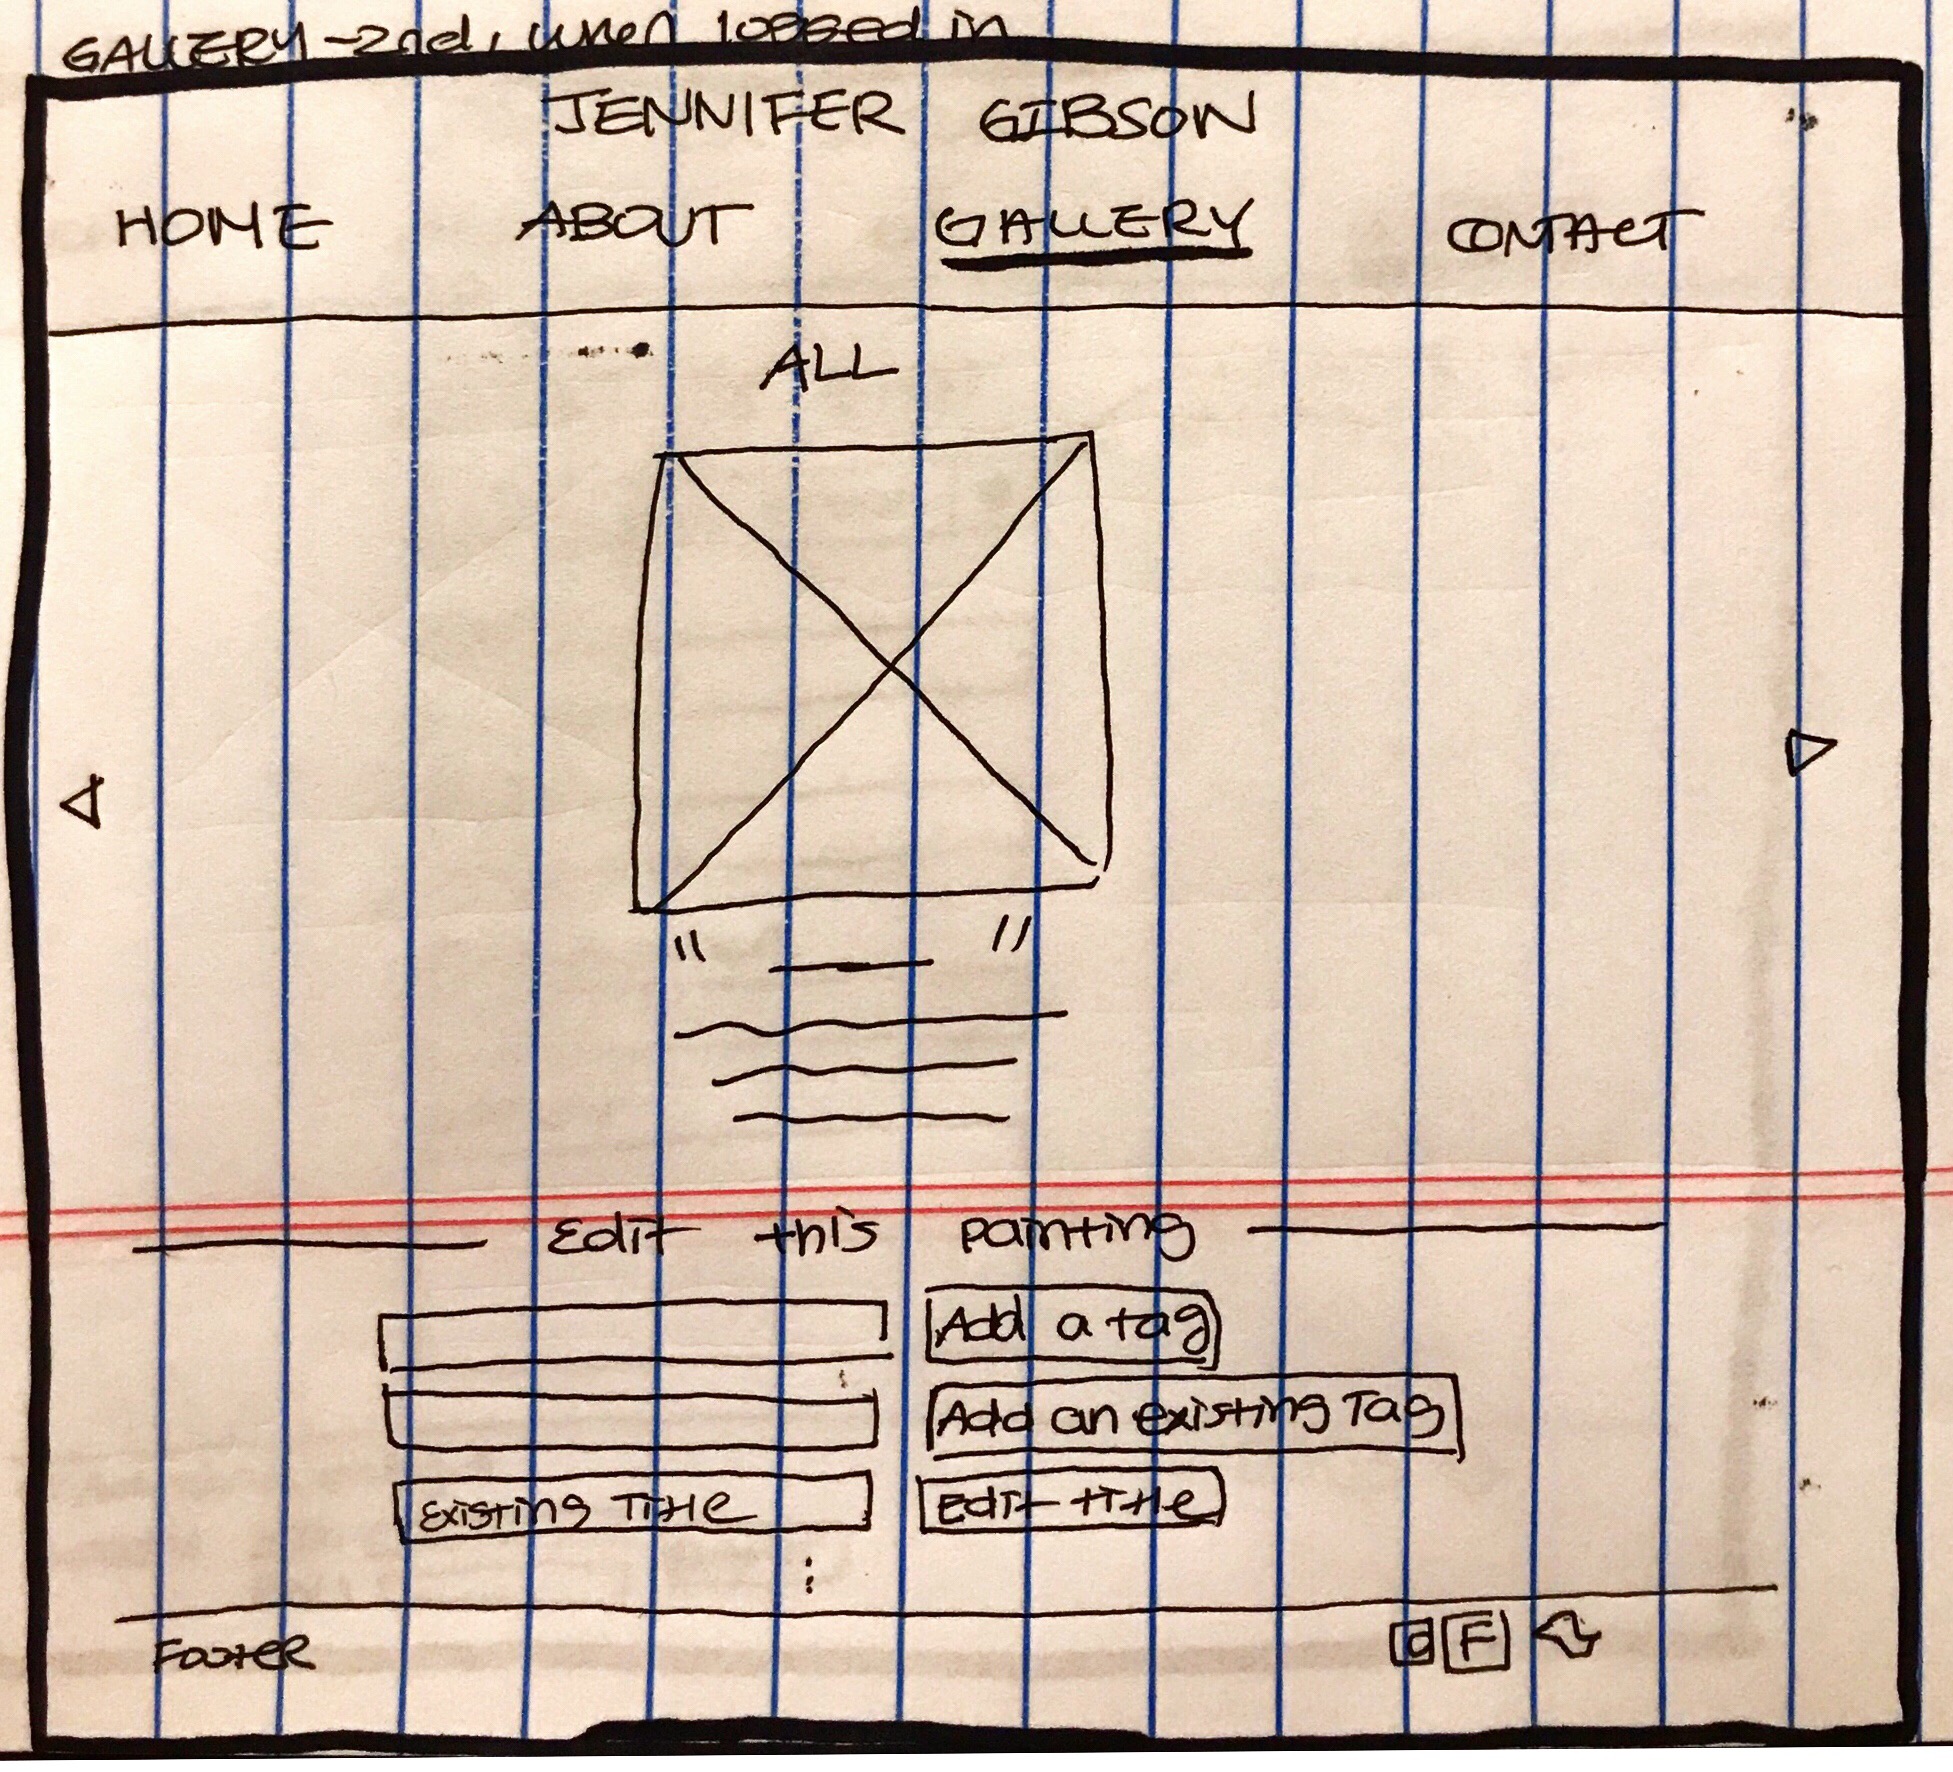 GALLERY - 2nd, when logged in
JENNIFER GIBSON
HOME ABOUT GALLERY CONTACT
ALL
" "
Edit this painting
Add a tag
Add an existing Tag
Existing Title Edit title
Footer F